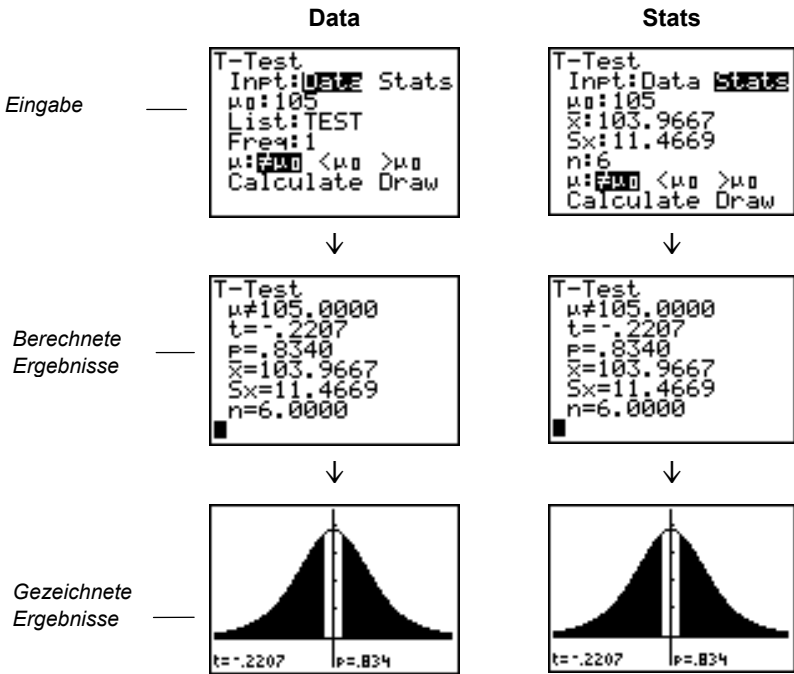 Data
Stats
Eingabe
T-Test
Inpt:Data Stats
μ0:105
List:TEST
Freq:1
μ:≠μ0 <μ0 >μ0
Calculate Draw
T-Test
Inpt:Data Stats
μ0:105
x̄:103.9667
Sx:11.4669
n:6
μ:≠μ0 <μ0 >μ0
Calculate Draw
Berechnete
Ergebnisse
T-Test
μ≠105.0000
t=-.2207
p=.8340
x̄=103.9667
Sx=11.4669
n=6.0000
T-Test
μ≠105.0000
t=-.2207
p=.8340
x̄=103.9667
Sx=11.4669
n=6.0000
Gezeichnete
Ergebnisse
t=-.2207 p=.834
t=-.2207 p=.834